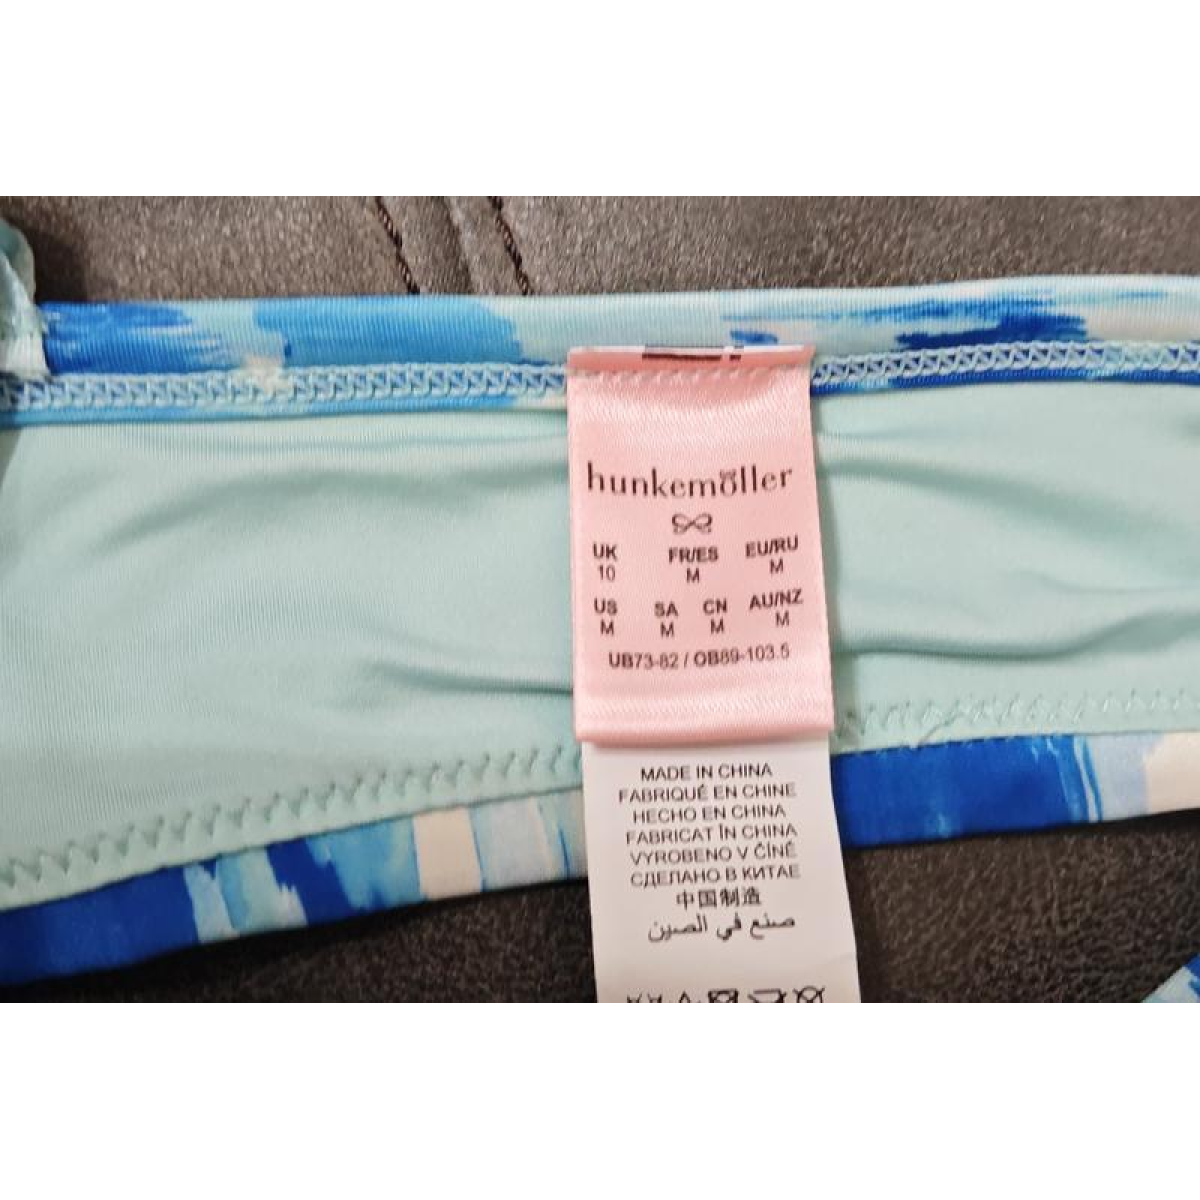 hunkemöller
UK FR/ES EU/RU
10 M M
US SA CN AU/NZ
M M M M
UB73-82 / OB89-103.5
MADE IN CHINA
FABRIQUÉ EN CHINE
HECHO EN CHINA
FABRICAT ÎN CHINA
VYROBENO V ČÍNĚ
СДЕЛАНО В КИТАЕ
中国制造
صنع في الصين